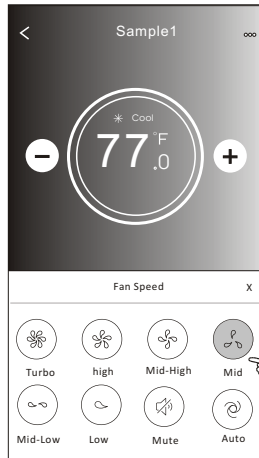 Sample1
Cool
77.0 °F
Fan Speed X
Turbo high Mid-High Mid
Mid-Low Low Mute Auto